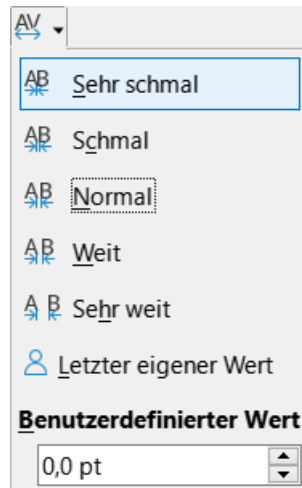 AV
AB Sehr schmal
AB Schmal
AB Normal
AB Weit
A B Sehr weit
Letzter eigener Wert
Benutzerdefinierter Wert
0,0 pt